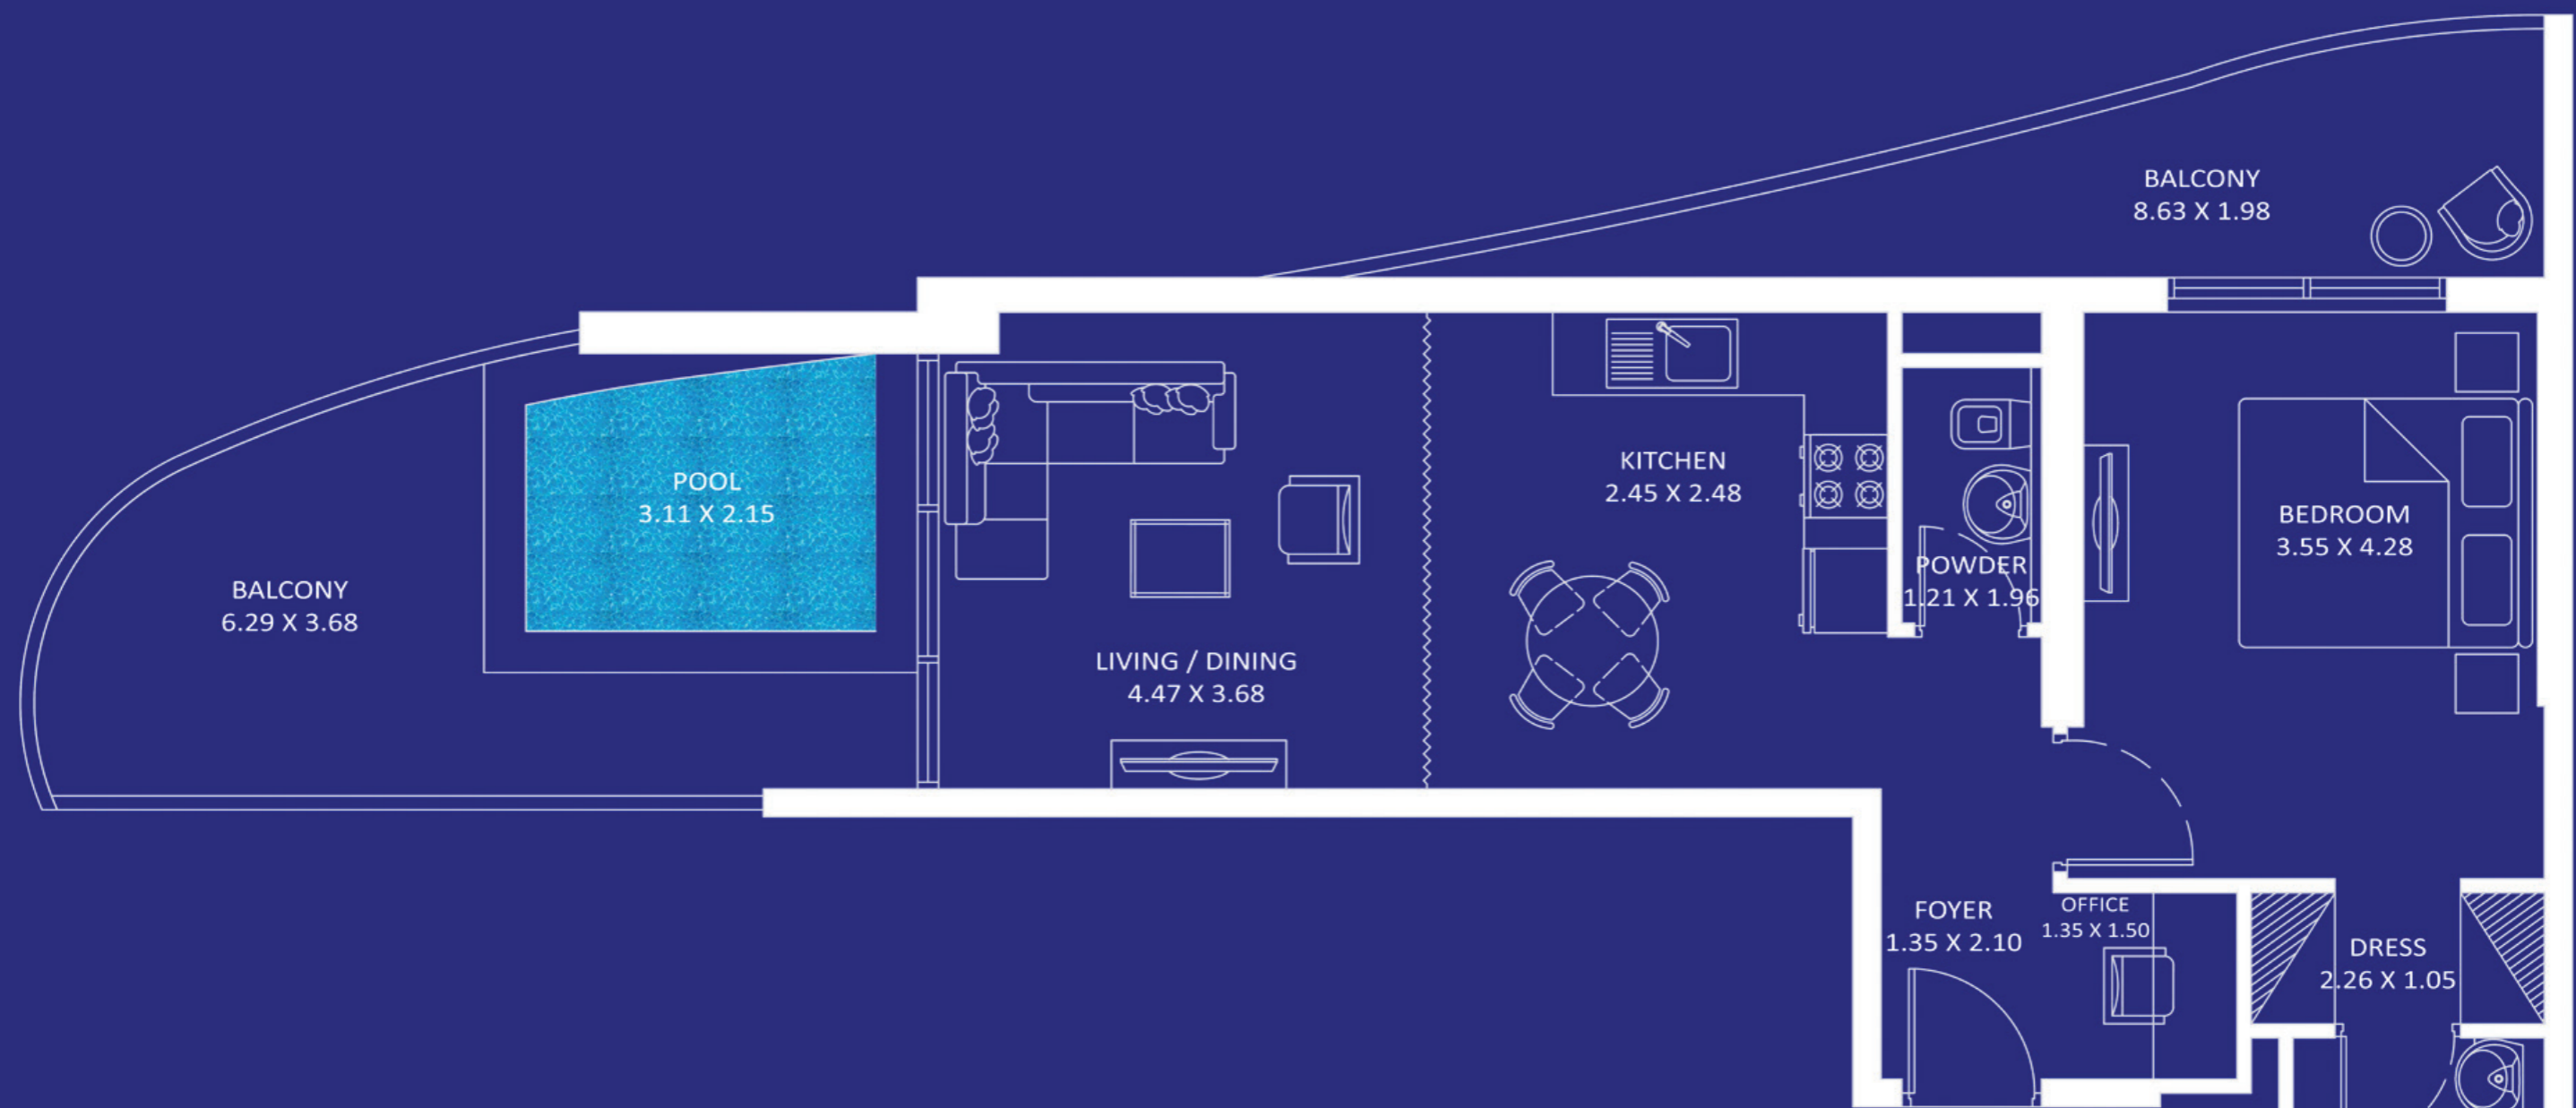 BALCONY
8.63 X 1.98
POOL
3.11 X 2.15
KITCHEN
2.45 X 2.48
BEDROOM
3.55 X 4.28
POWDER
1.21 X 1.96
BALCONY
6.29 X 3.68
LIVING / DINING
4.47 X 3.68
FOYER
1.35 X 2.10
OFFICE
1.35 X 1.50
DRESS
2.26 X 1.05